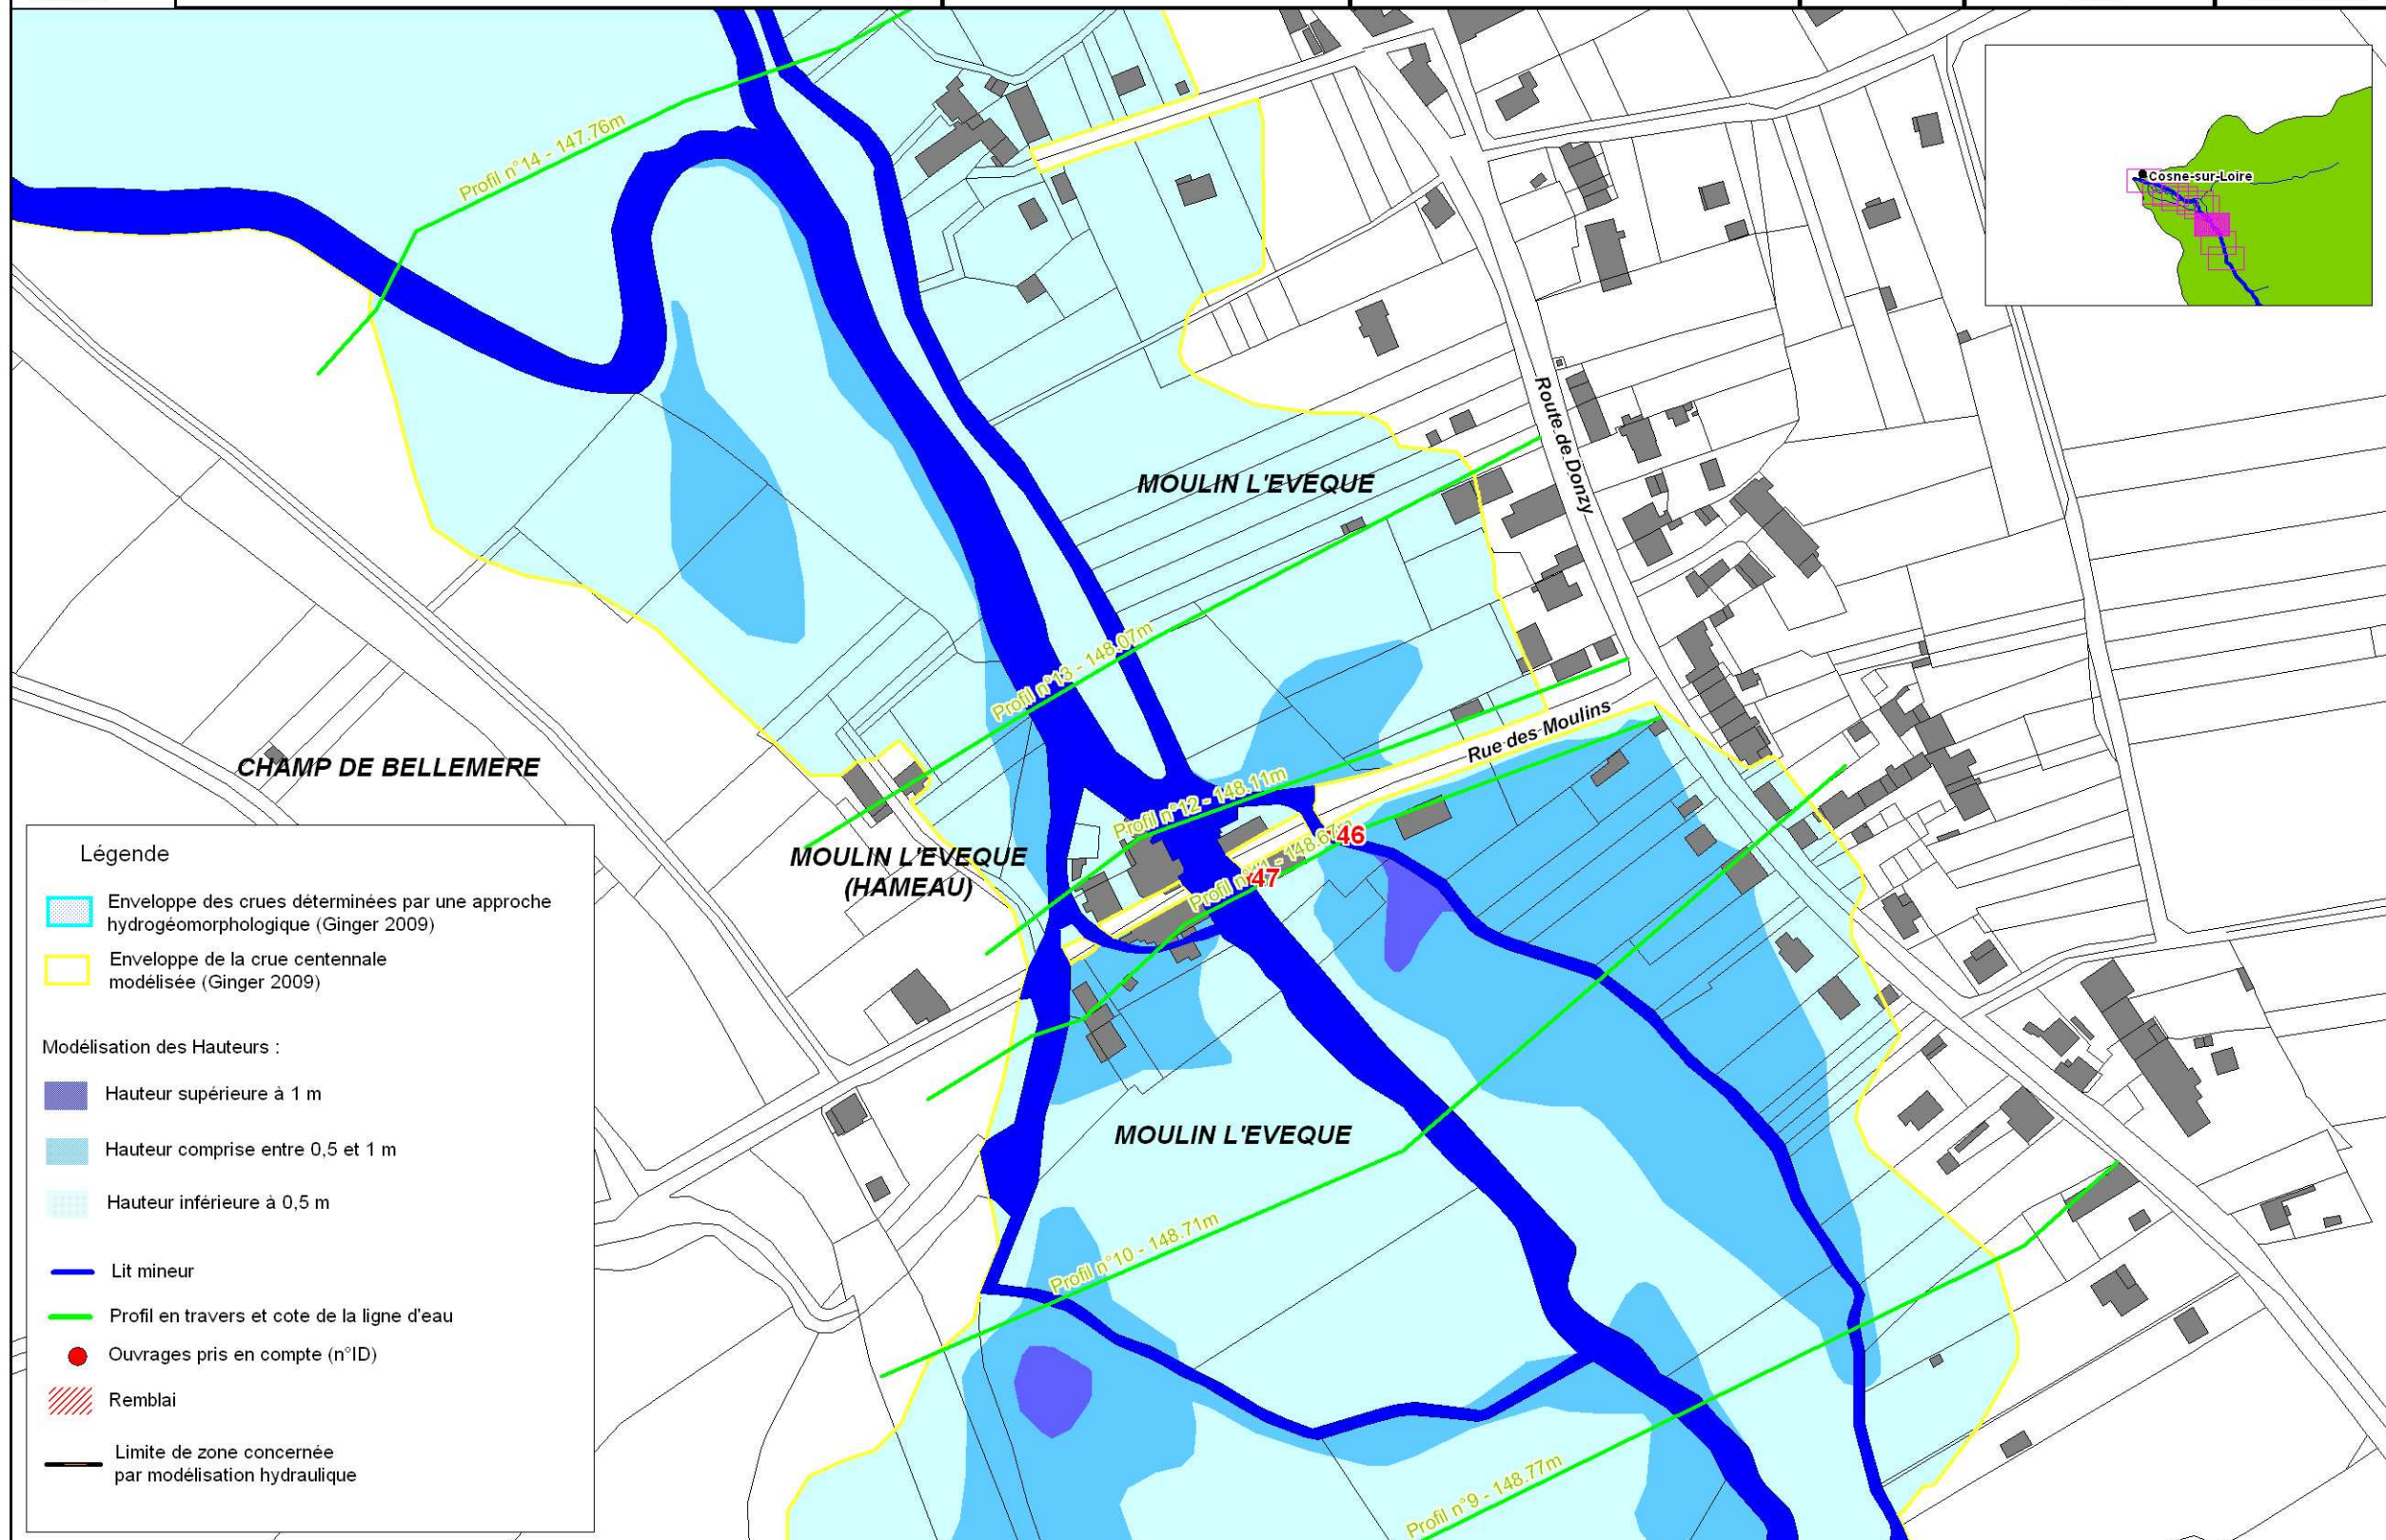 Profil n°14 - 147.76m
Cosne-sur-Loire
Route de Donzy
MOULIN L'EVEQUE
Profil n°13 - 148.07m
Rue des Moulins
CHAMP DE BELLEMERE
Profil n°12 - 148.11m
46
MOULIN L'EVEQUE
(HAMEAU)
47
MOULIN L'EVEQUE
Profil n°10 - 148.71m
Profil n°9 - 148.77m
Légende
Enveloppe des crues déterminées par une approche
hydrogéomorphologique (Ginger 2009)
Enveloppe de la crue centennale
modélisée (Ginger 2009)
Modélisation des Hauteurs :
Hauteur supérieure à 1 m
Hauteur comprise entre 0,5 et 1 m
Hauteur inférieure à 0,5 m
Lit mineur
Profil en travers et cote de la ligne d'eau
Ouvrages pris en compte (n°ID)
Remblai
Limite de zone concernée
par modélisation hydraulique